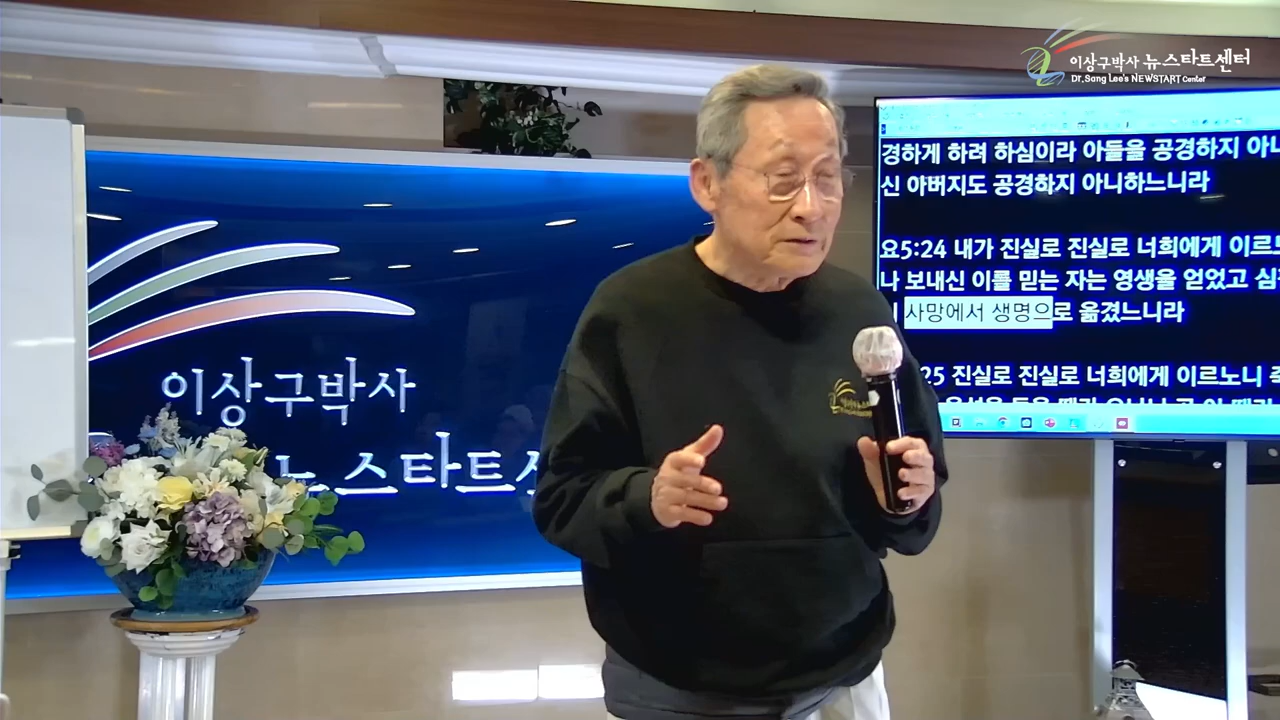 이상구박사 뉴스타트센터
Dr. Sang Lee's NEWSTART Center
경하게 하려 하심이라 아들을 공경하지 아니
신 아버지도 공경하지 아니하느니라
요5:24 내가 진실로 진실로 너희에게 이르
나 보내신 이를 믿는 자는 영생을 얻었고 심
사망에서 생명으로 옮겼느니라
25 진실로 진실로 너희에게 이르노니
이상구박사
뉴스타트